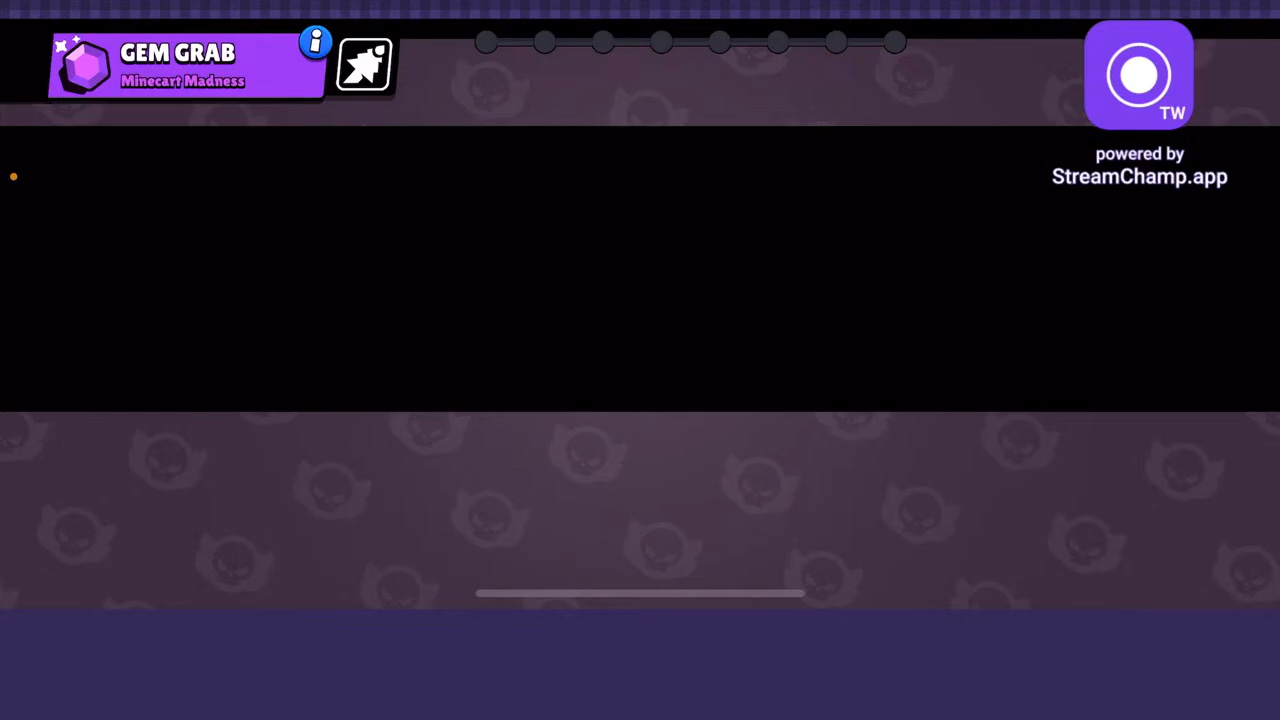 GEM GRAB
Minecart Madness
TW
powered by
StreamChamp.app